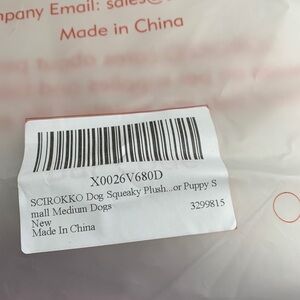 mpany Email: sales@
Made in China
X0026V680D
SCIROKKO Dog Squeaky Plush...or Puppy S
mall Medium Dogs
3299815
New
Made In China